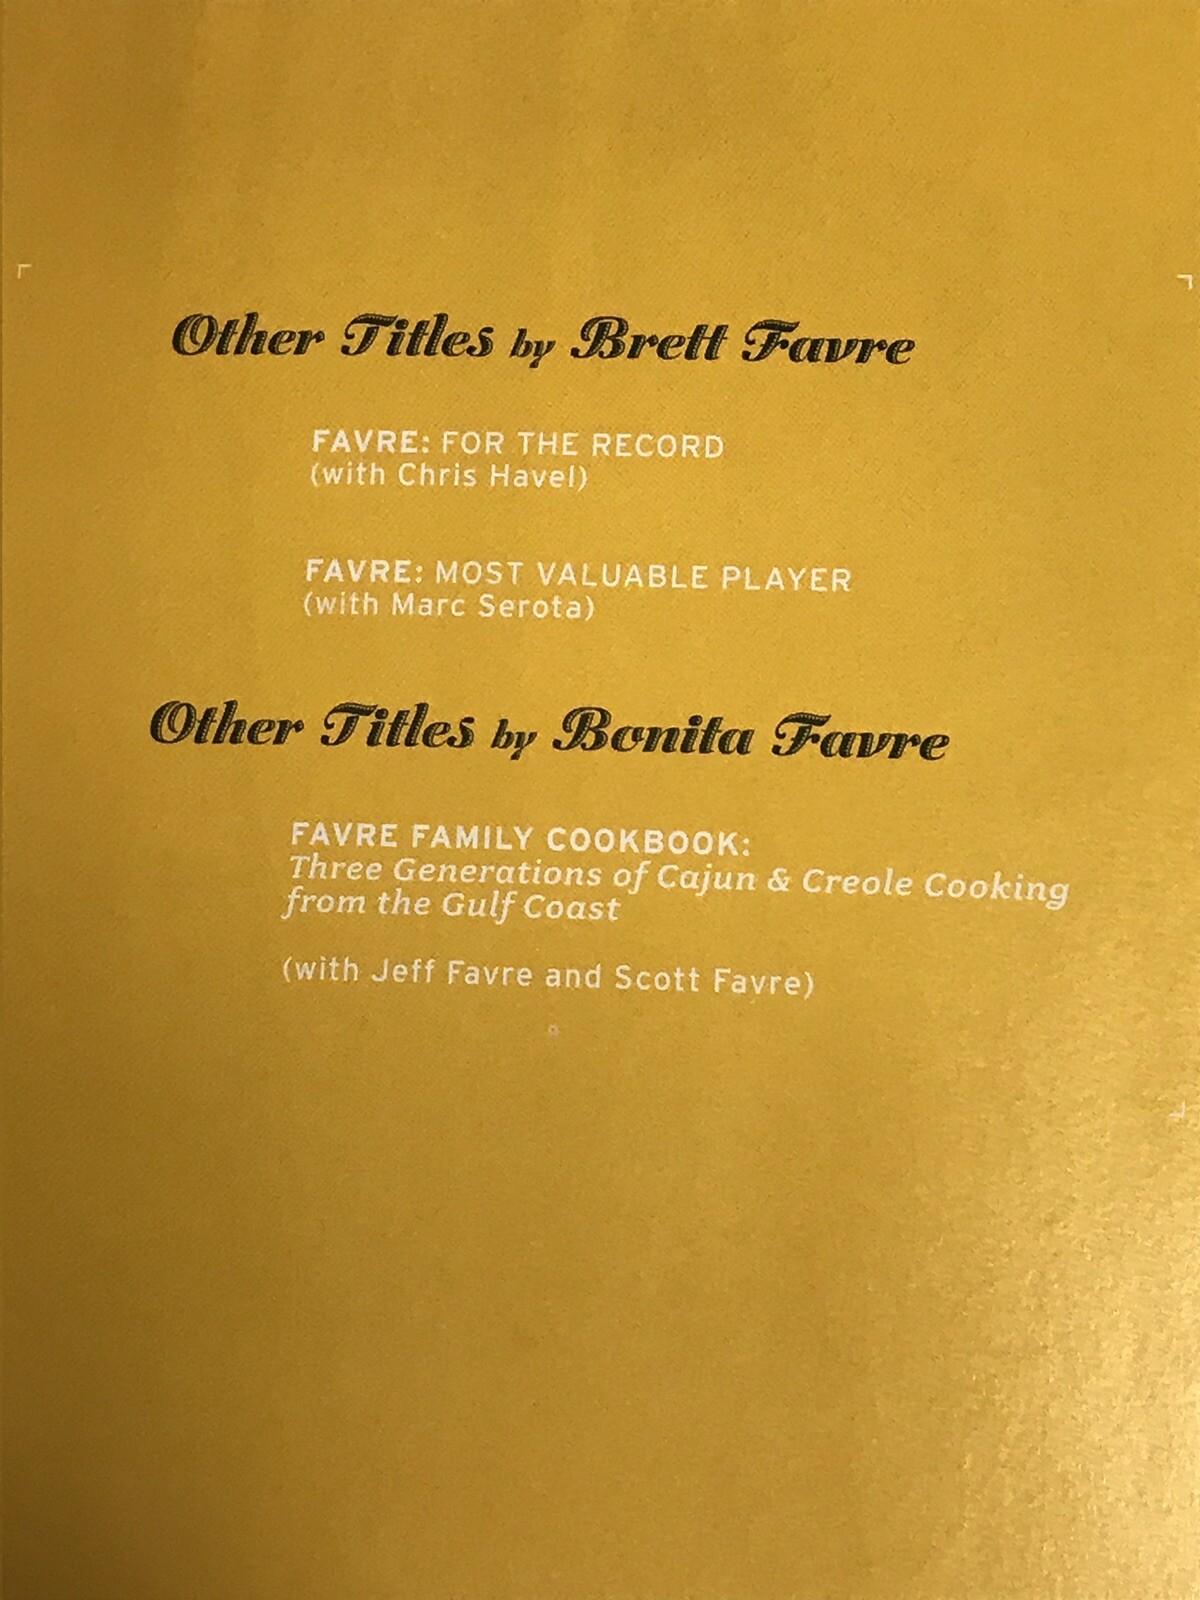 Other Titles by Brett Favre
FAVRE: FOR THE RECORD
(with Chris Havel)
FAVRE: MOST VALUABLE PLAYER
(with Marc Serota)
Other Titles by Bonita Favre
FAVRE FAMILY COOKBOOK:
Three Generations of Cajun & Creole Cooking
from the Gulf Coast
(with Jeff Favre and Scott Favre)